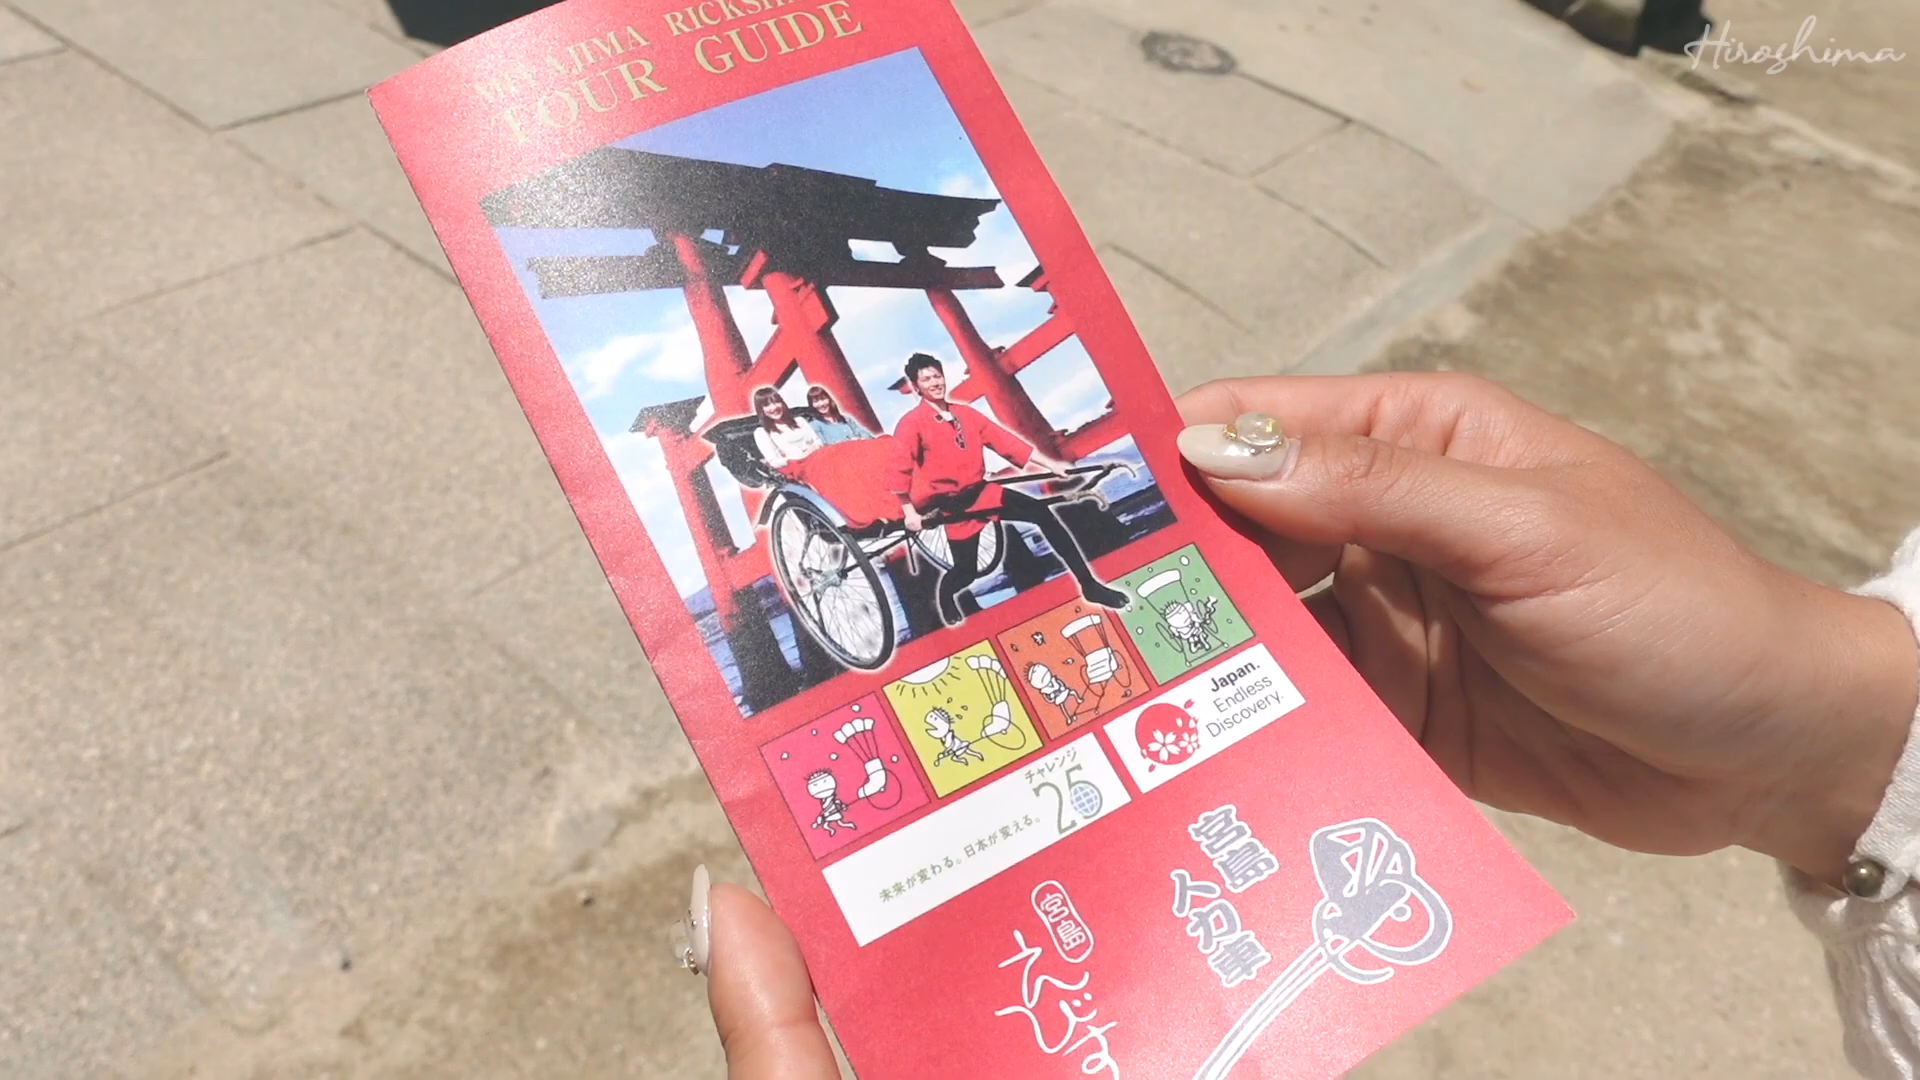 Hiroshima
MIYAJIMA
TOUR GUIDE
Japan.
Endless
Discovery.
チャレンジ
25
未来が変わる。日本が変える。
宮島
人力車
宮島
えびす